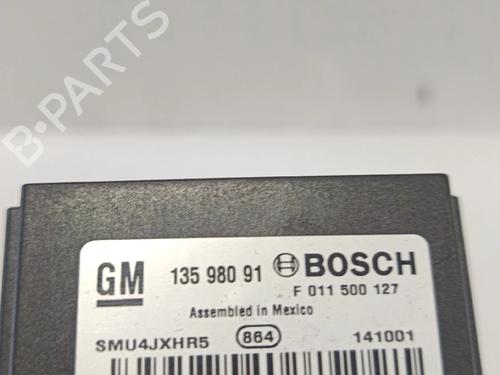 B-PARTS
GM 135 980 91 BOSCH
F 011 500 127
Assembled in Mexico
SMU4JXHR5 864 141001